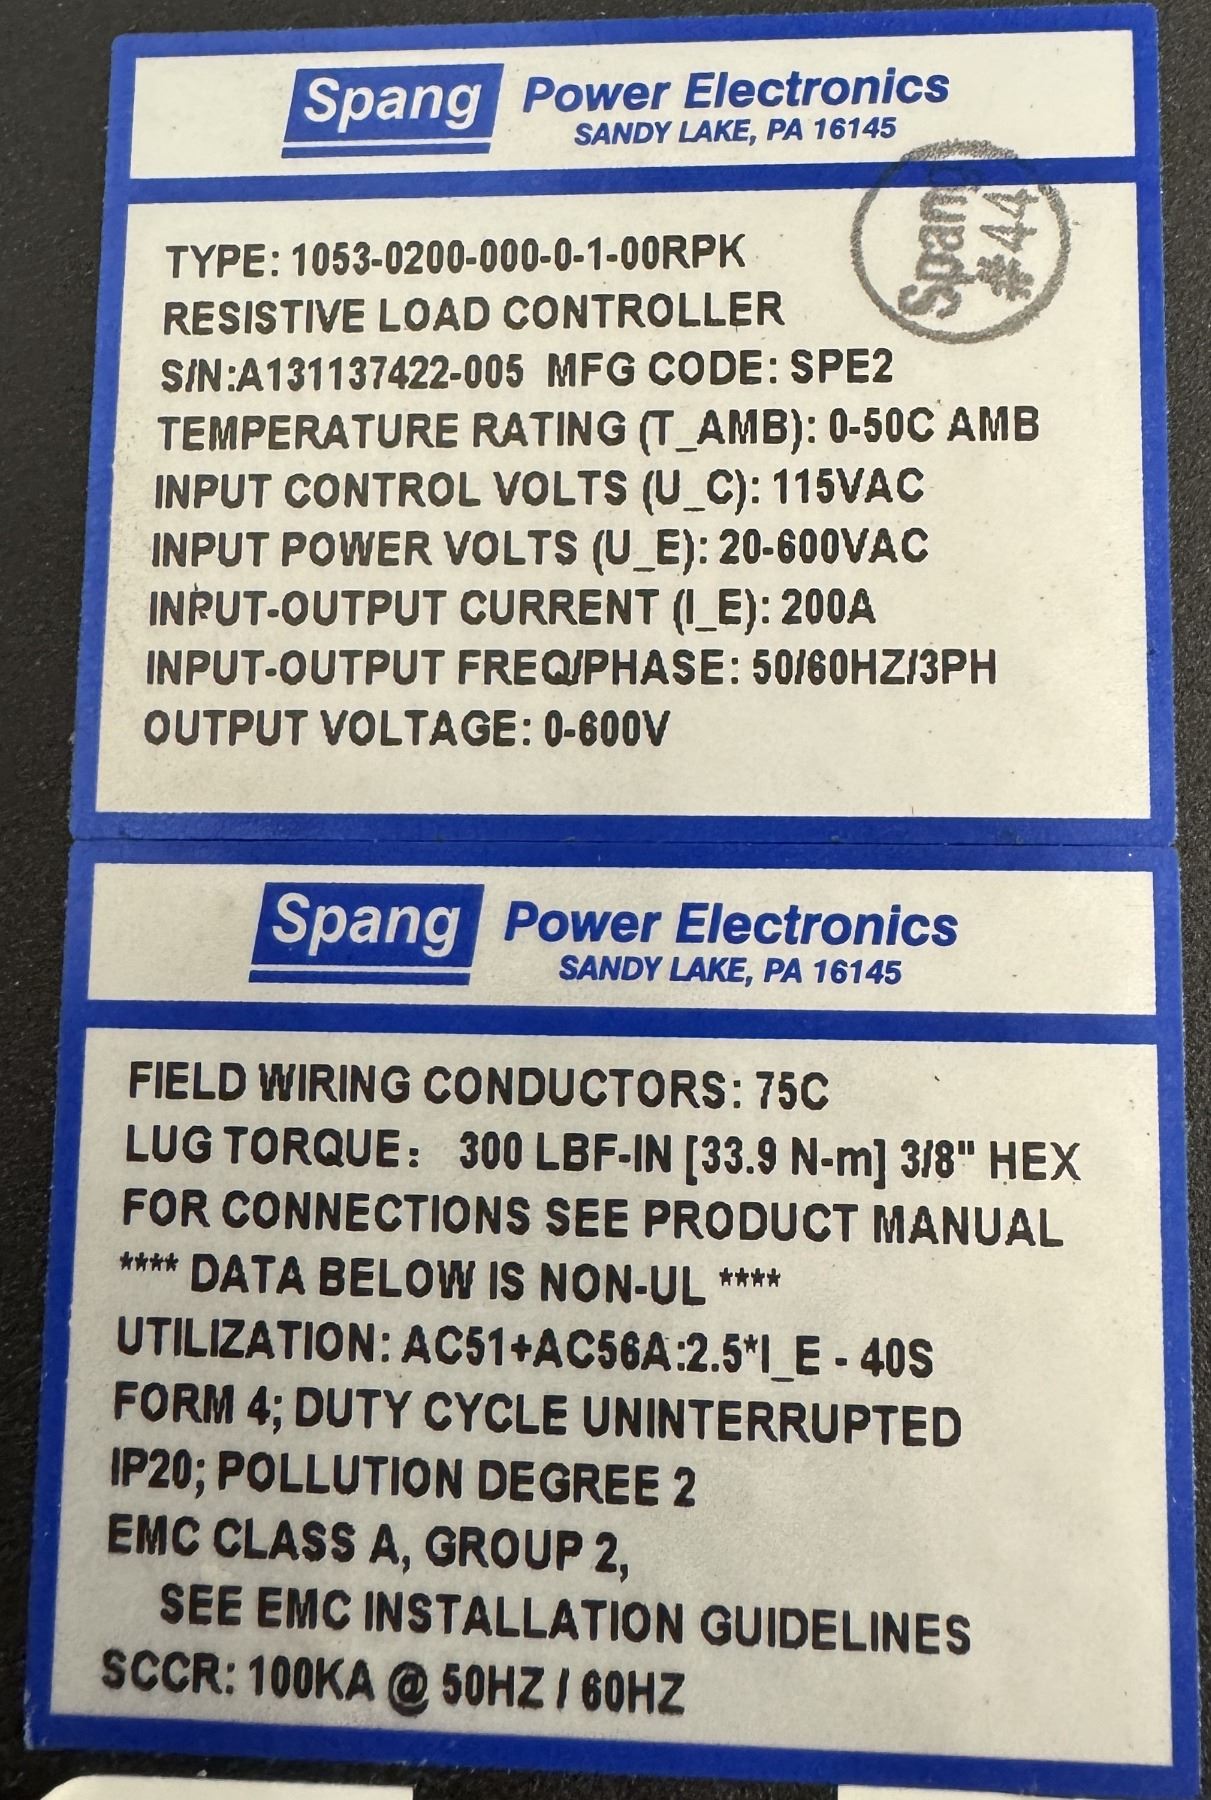 Spang Power Electronics
SANDY LAKE, PA 16145
Spang
#44
TYPE: 1053-0200-000-0-1-00RPK
RESISTIVE LOAD CONTROLLER
S/N:A131137422-005 MFG CODE: SPE2
TEMPERATURE RATING (T_AMB): 0-50C AMB
INPUT CONTROL VOLTS (U_C): 115VAC
INPUT POWER VOLTS (U_E): 20-600VAC
INPUT-OUTPUT CURRENT (I_E): 200A
INPUT-OUTPUT FREQ/PHASE: 50/60HZ/3PH
OUTPUT VOLTAGE: 0-600V
Spang Power Electronics
SANDY LAKE, PA 16145
FIELD WIRING CONDUCTORS: 75C
LUG TORQUE: 300 LBF-IN [33.9 N-m] 3/8" HEX
FOR CONNECTIONS SEE PRODUCT MANUAL
**** DATA BELOW IS NON-UL ****
UTILIZATION: AC51+AC56A:2.5*I_E - 40S
FORM 4; DUTY CYCLE UNINTERRUPTED
IP20; POLLUTION DEGREE 2
EMC CLASS A, GROUP 2,
SEE EMC INSTALLATION GUIDELINES
SCCR: 100KA @ 50HZ / 60HZ